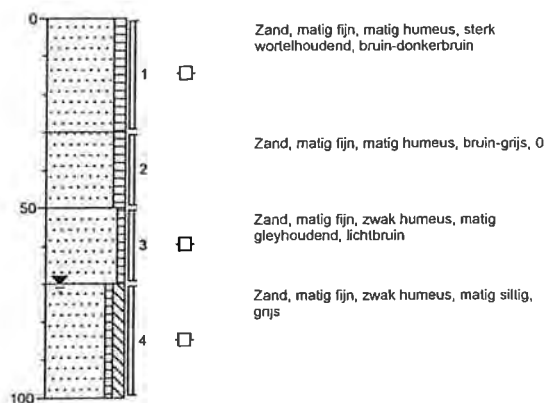 0
Zand, matig fijn, matig humeus, sterk
wortelhoudend, bruin-donkerbruin
1
Zand, matig fijn, matig humeus, bruin-grijs, 0
2
50
Zand, matig fijn, zwak humeus, matig
gleyhoudend, lichtbruin
3
Zand, matig fijn, zwak humeus, matig siltig,
grijs
4
100